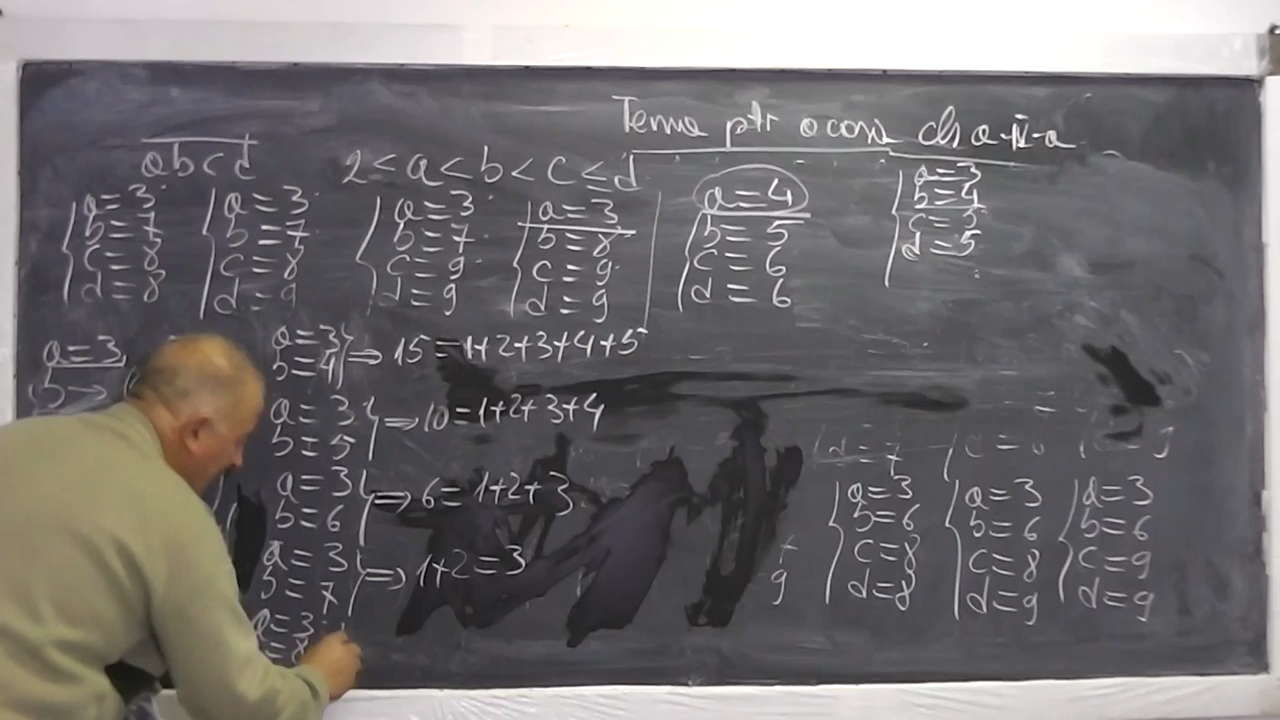 Tema ptr acasă cls a-V-a
abcd
2 < a < b < c ≤ d
a = 3
b = 7
c = 8
d = 8
a = 3
b = 7
c = 8
d = 9
a = 3
b = 7
c = 9
d = 9
a = 3
b = 8
c = 9
d = 9
a = 4
b = 5
c = 6
d = 6
a = 3
b = 4
c = 5
d = 5
a = 3
b →
a = 3
b = 4 } ⇒ 15 = 1+2+3+4+5
a = 3
b = 5 } ⇒ 10 = 1+2+3+4
a = 3
b = 6 } ⇒ 6 = 1+2+3
a = 3
b = 7 } ⇒ 1+2 = 3
a = 3
= 8
a = 3
b = 6
c = 8
d = 8
a = 3
b = 6
c = 8
d = 9
a = 3
b = 6
c = 9
d = 9